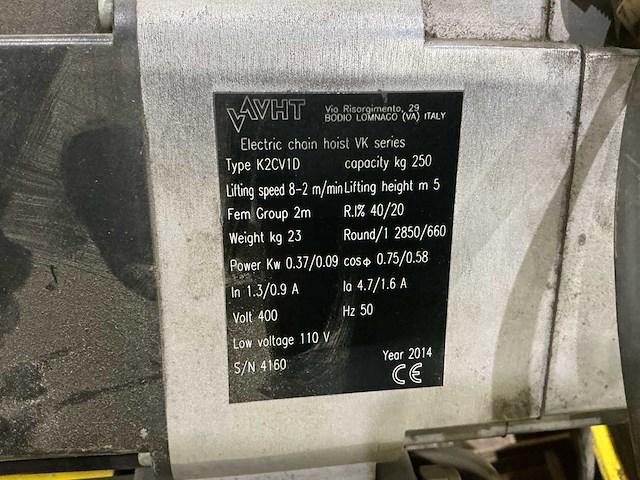 VHT Via Risorgimento, 29
BODIO LOMNAGO (VA) ITALY
Electric chain hoist VK series
Type K2CV1D capacity kg 250
Lifting speed 8-2 m/min Lifting height m 5
Fem Group 2m R.I% 40/20
Weight kg 23 Round/1 2850/660
Power Kw 0.37/0.09 cosφ 0.75/0.58
In 1.3/0.9 A Ia 4.7/1.6 A
Volt 400 Hz 50
Low voltage 110 V
S/N 4160 Year 2014
CE